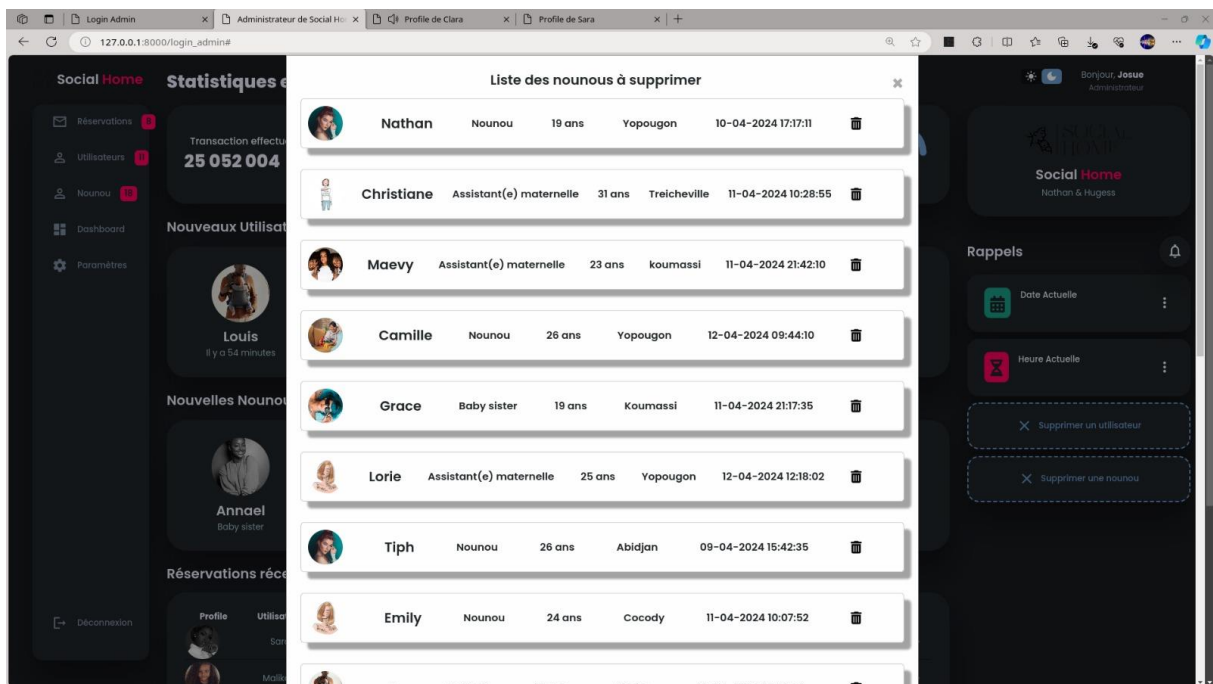 Login Admin
Administrateur de Social Ho
Profile de Clara
Profile de Sara
127.0.0.1:8000/login_admin#
Social Home
Réservations
Utilisateurs
Nounou 18
Dashboard
Paramètres
Déconnexion
Statistiques e
Transaction effectu
25 052 004
Nouveaux Utilisat
Louis
Il y a 54 minutes
Nouvelles Nounou
Annael
Baby sister
Réservations réce
Profile Utilisa
Sar
Malik
Liste des nounous à supprimer
Nathan Nounou 19 ans Yopougon 10-04-2024 17:17:11
Christiane Assistant(e) maternelle 31 ans Treicheville 11-04-2024 10:28:55
Maevy Assistant(e) maternelle 23 ans koumassi 11-04-2024 21:42:10
Camille Nounou 26 ans Yopougon 12-04-2024 09:44:10
Grace Baby sister 19 ans Koumassi 11-04-2024 21:17:35
Lorie Assistant(e) maternelle 25 ans Yopougon 12-04-2024 12:18:02
Tiph Nounou 26 ans Abidjan 09-04-2024 15:42:35
Emily Nounou 24 ans Cocody 11-04-2024 10:07:52
Bonjour, Josue
Administrateur
SOCIAL
HOME
Social Home
Nathan & Hugess
Rappels
Date Actuelle
Heure Actuelle
Supprimer un utilisateur
Supprimer une nounou